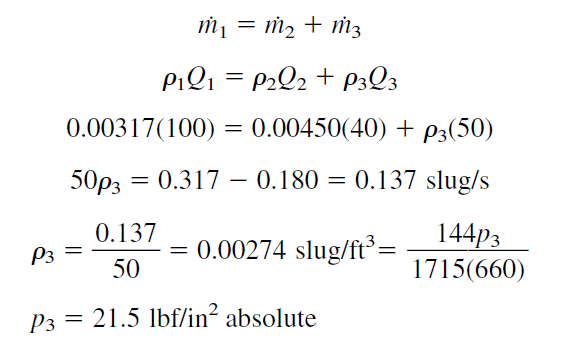 ṁ₁ = ṁ₂ + ṁ₃
ρ₁Q₁ = ρ₂Q₂ + ρ₃Q₃
0.00317(100) = 0.00450(40) + ρ₃(50)
50ρ₃ = 0.317 − 0.180 = 0.137 slug/s
ρ₃ = 0.137/50 = 0.00274 slug/ft³ = 144p₃/1715(660)
p₃ = 21.5 lbf/in² absolute